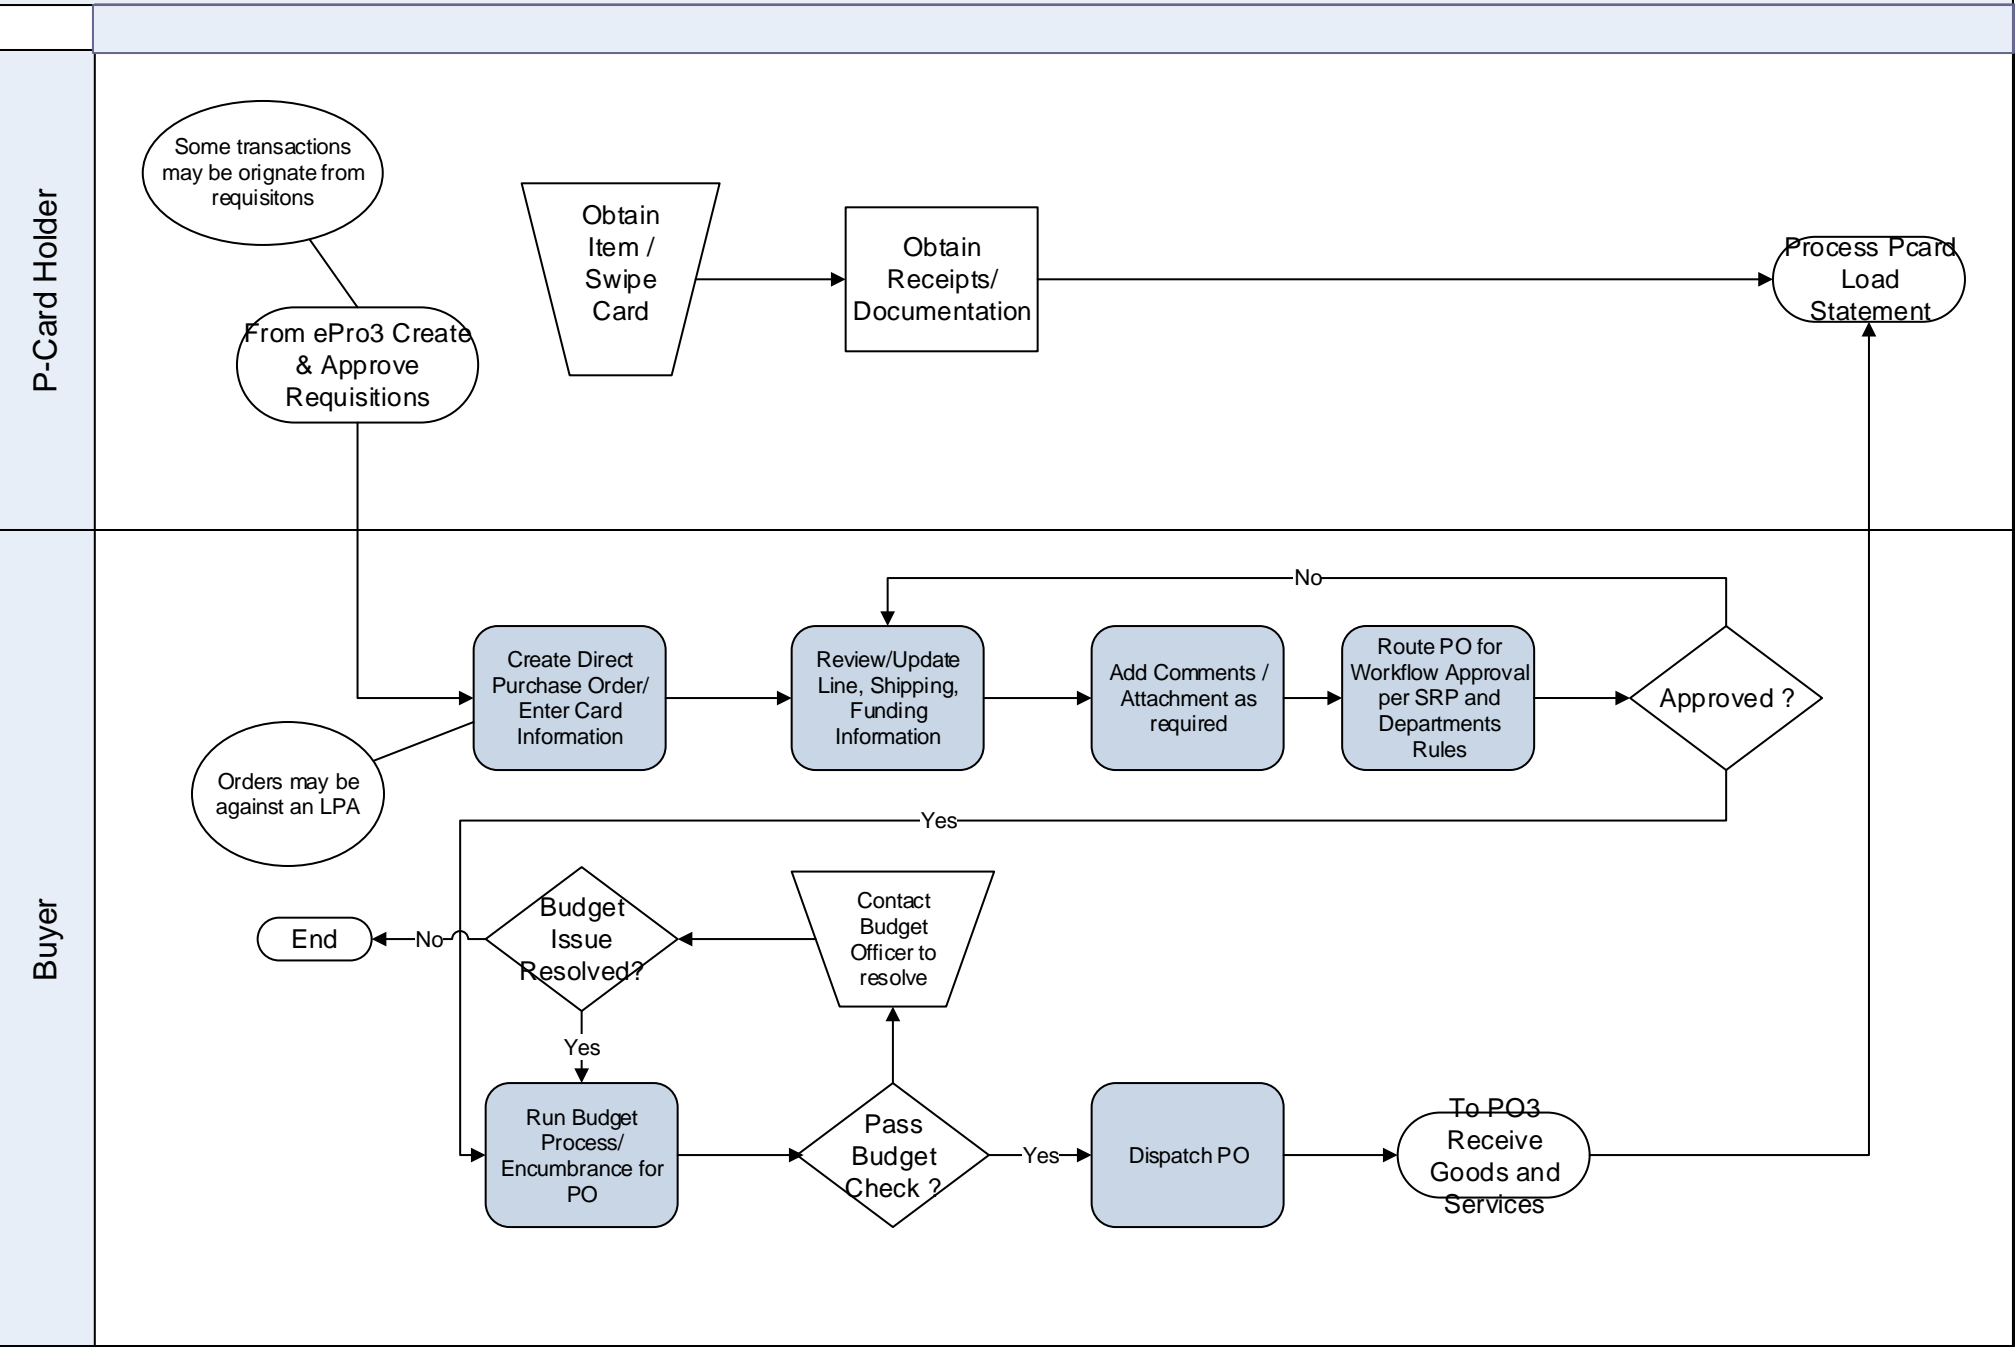 P-Card Holder
Some transactions
may be orignate from
requisitons
From ePro3 Create
& Approve
Requisitions
Obtain
Item /
Swipe
Card
Obtain
Receipts/
Documentation
Process Pcard
Load
Statement
Buyer
No
Create Direct
Purchase Order/
Enter Card
Information
Review/Update
Line, Shipping,
Funding
Information
Add Comments /
Attachment as
required
Route PO for
Workflow Approval
per SRP and
Departments
Rules
Approved ?
Orders may be
against an LPA
Yes
End
No
Budget
Issue
Resolved?
Contact
Budget
Officer to
resolve
Yes
Run Budget
Process/
Encumbrance for
PO
Pass
Budget
Check ?
Yes
Dispatch PO
To PO3
Receive
Goods and
Services